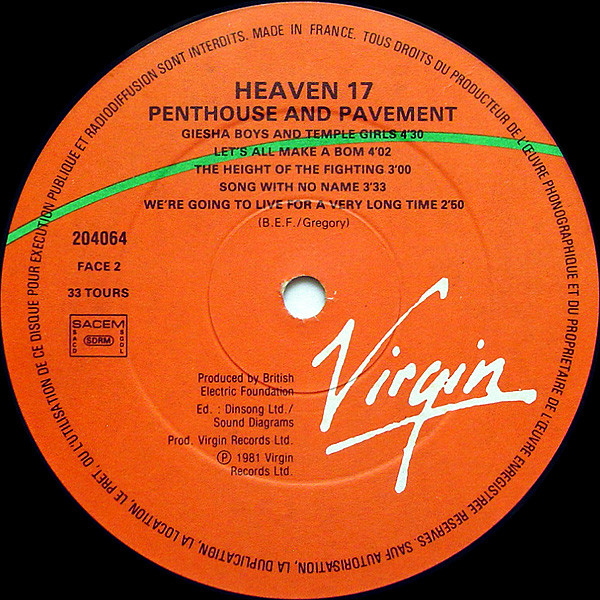 HEAVEN 17
PENTHOUSE AND PAVEMENT
GIESHA BOYS AND TEMPLE GIRLS 4'30
LET'S ALL MAKE A BOM 4'02
THE HEIGHT OF THE FIGHTING 3'00
SONG WITH NO NAME 3'33
WE'RE GOING TO LIVE FOR A VERY LONG TIME 2'50
(B.E.F./Gregory)
204064
FACE 2
33 TOURS
SACEM
SACD
SDRM
SGDL
Virgin
Produced by British
Electric Foundation
Ed. : Dinsong Ltd./
Sound Diagrams
Prod. Virgin Records Ltd.
Ⓟ 1981 Virgin
Records Ltd.
MADE IN FRANCE. TOUS DROITS DU PRODUCTEUR DE L'ŒUVRE PHONOGRAPHIQUE ET DU PROPRIETAIRE DE L'ŒUVRE ENREGISTREE RESERVES. SAUF AUTORISATION, LA DUPLICATION, LA LOCATION, LE PRET, OU L'UTILISATION DE CE DISQUE POUR EXECUTION PUBLIQUE ET RADIODIFFUSION SONT INTERDITS.